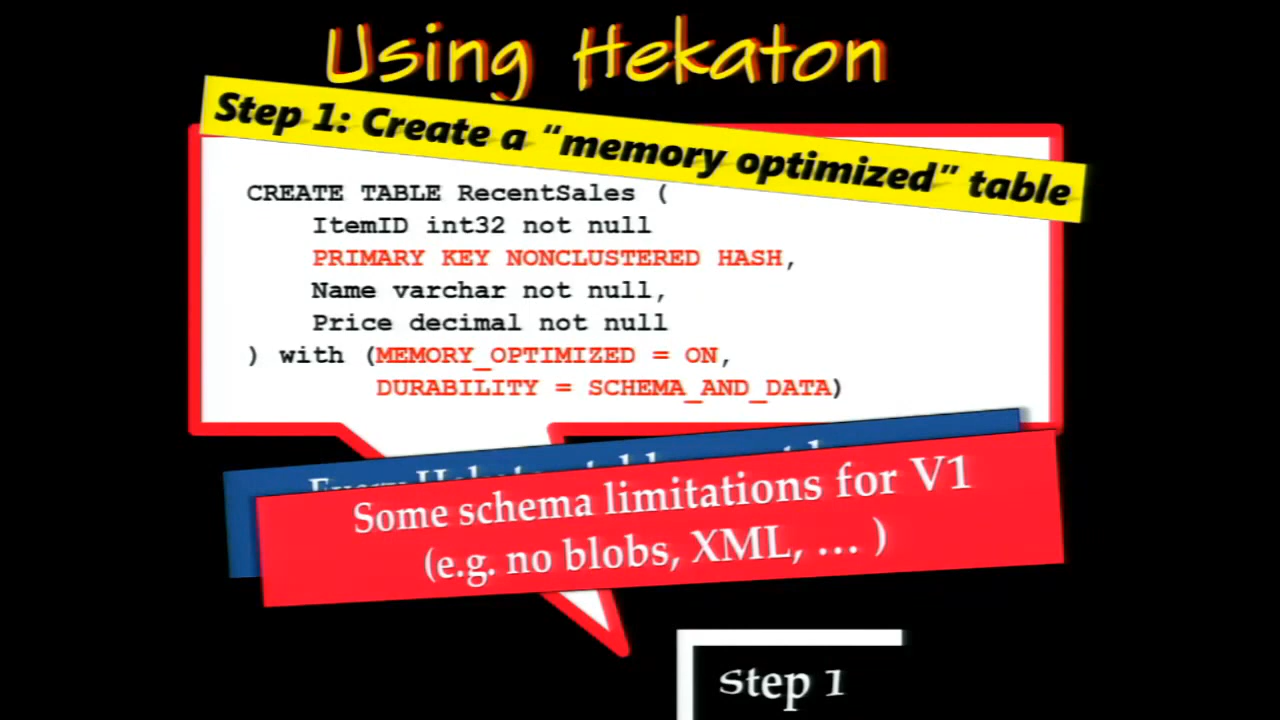 Using Hekaton
Step 1: Create a “memory optimized” table
CREATE TABLE RecentSales (
ItemID int32 not null
PRIMARY KEY NONCLUSTERED HASH,
Name varchar not null,
Price decimal not null
) with (MEMORY_OPTIMIZED = ON,
DURABILITY = SCHEMA_AND_DATA)
Some schema limitations for V1
(e.g. no blobs, XML, … )
Step 1